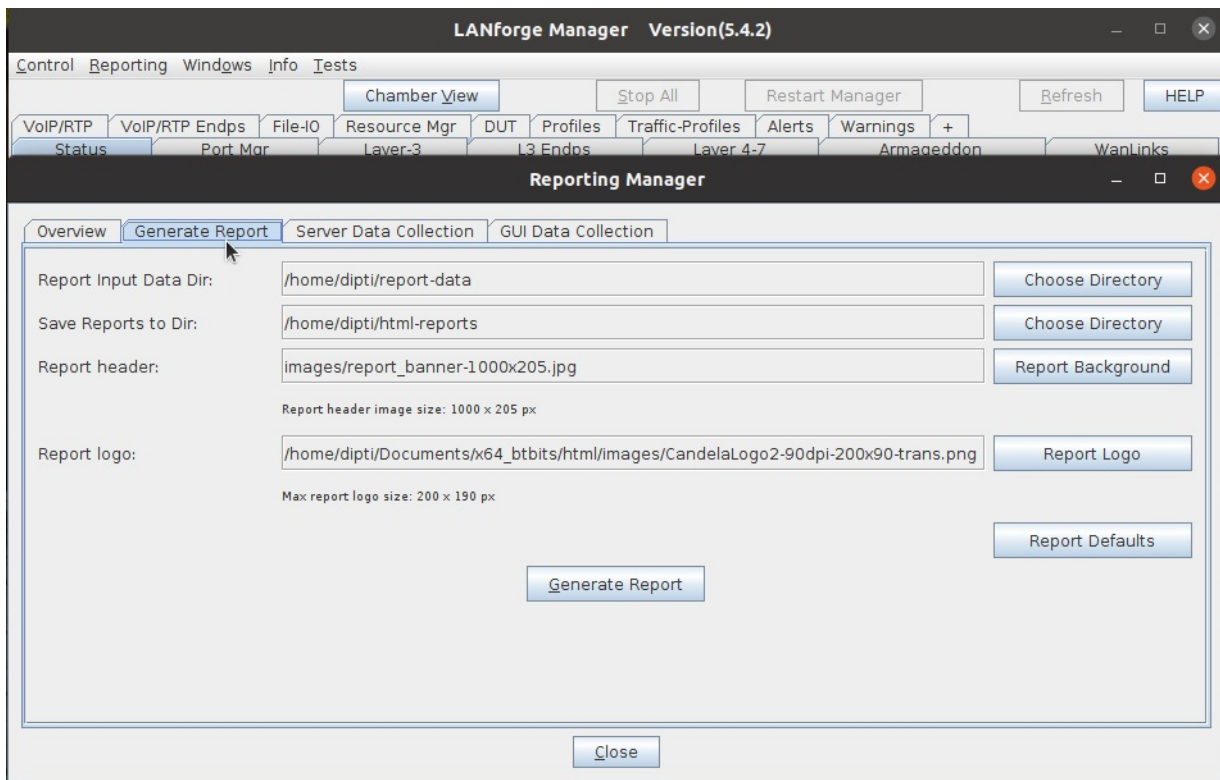 LANforge Manager Version(5.4.2)
Control Reporting Windows Info Tests
Chamber View Stop All Restart Manager Refresh HELP
VoIP/RTP VoIP/RTP Endps File-IO Resource Mgr DUT Profiles Traffic-Profiles Alerts Warnings +
Status Port Mgr Layer-3 L3 Endps Layer 4-7 Armageddon WanLinks
Reporting Manager
Overview Generate Report Server Data Collection GUI Data Collection
Report Input Data Dir: /home/dipti/report-data Choose Directory
Save Reports to Dir: /home/dipti/html-reports Choose Directory
Report header: images/report_banner-1000x205.jpg Report Background
Report header image size: 1000 x 205 px
Report logo: /home/dipti/Documents/x64_btbits/html/images/CandelaLogo2-90dpi-200x90-trans.png Report Logo
Max report logo size: 200 x 190 px
Report Defaults
Generate Report
Close